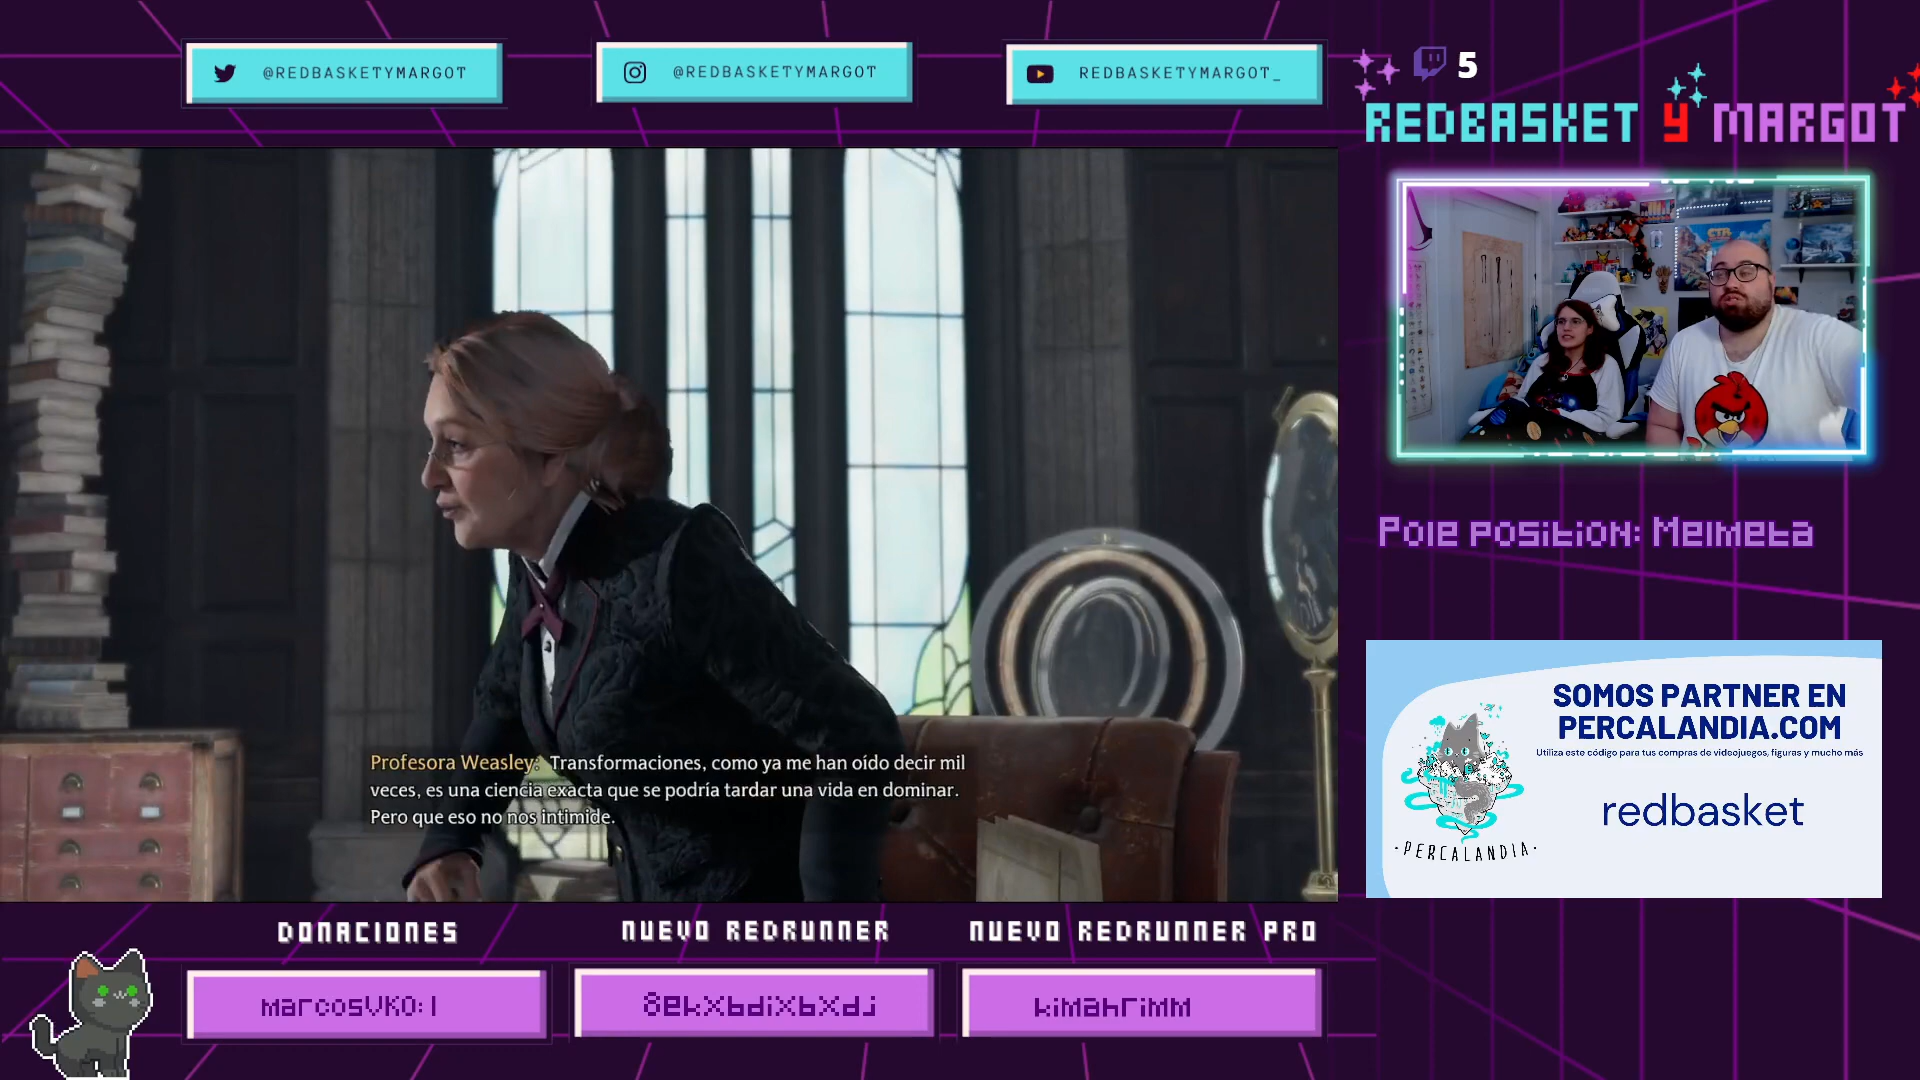 @REDBASKETYMARGOT
@REDBASKETYMARGOT
REDBASKETYMARGOT_
5
REDBASKET Y MARGOT
Pole position: Melmeta
SOMOS PARTNER EN
PERCALANDIA.COM
Utiliza este código para tus compras de videojuegos, figuras y mucho más
redbasket
·PERCALANDIA·
Profesora Weasley: Transformaciones, como ya me han oído decir mil
veces, es una ciencia exacta que se podría tardar una vida en dominar.
Pero que eso no nos intimide.
DONACIONES
NUEVO REDRUNNER
NUEVO REDRUNNER PRO
marcosVKO: 1
8ekxbdixbxdj
kimahrimm